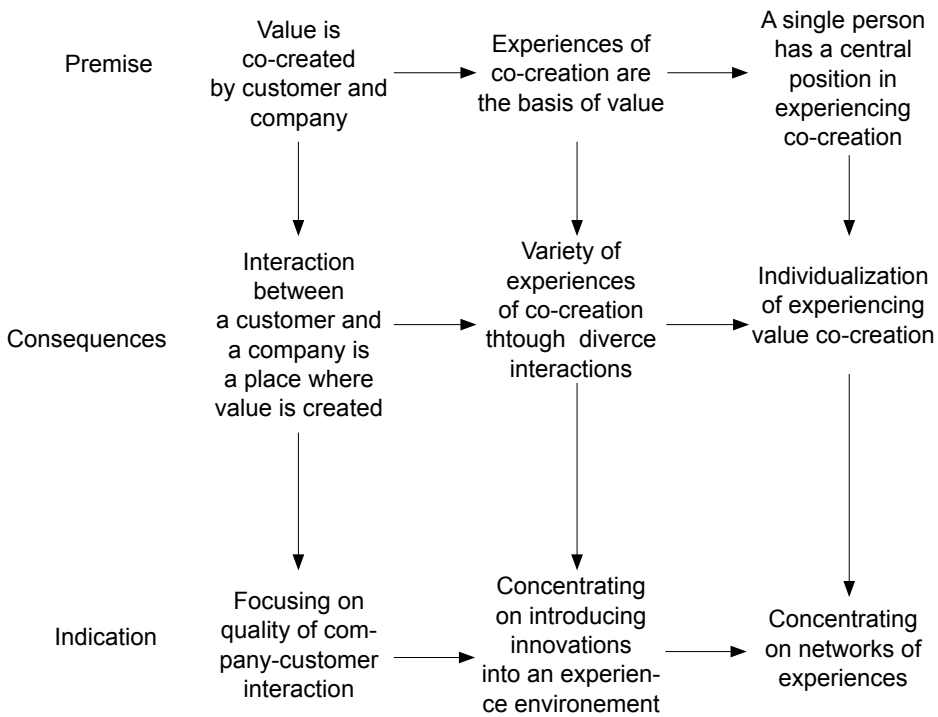 Premise
Value is
co-created
by customer and
company
Experiences of
co-creation are
the basis of value
A single person
has a central
position in
experiencing
co-creation
Consequences
Interaction
between
a customer and
a company is
a place where
value is created
Variety of
experiences
of co-creation
thtough diverce
interactions
Individualization
of experiencing
value co-creation
Indication
Focusing on
quality of com-
pany-customer
interaction
Concentrating
on introducing
innovations
into an experien-
ce environement
Concentrating
on networks of
experiences